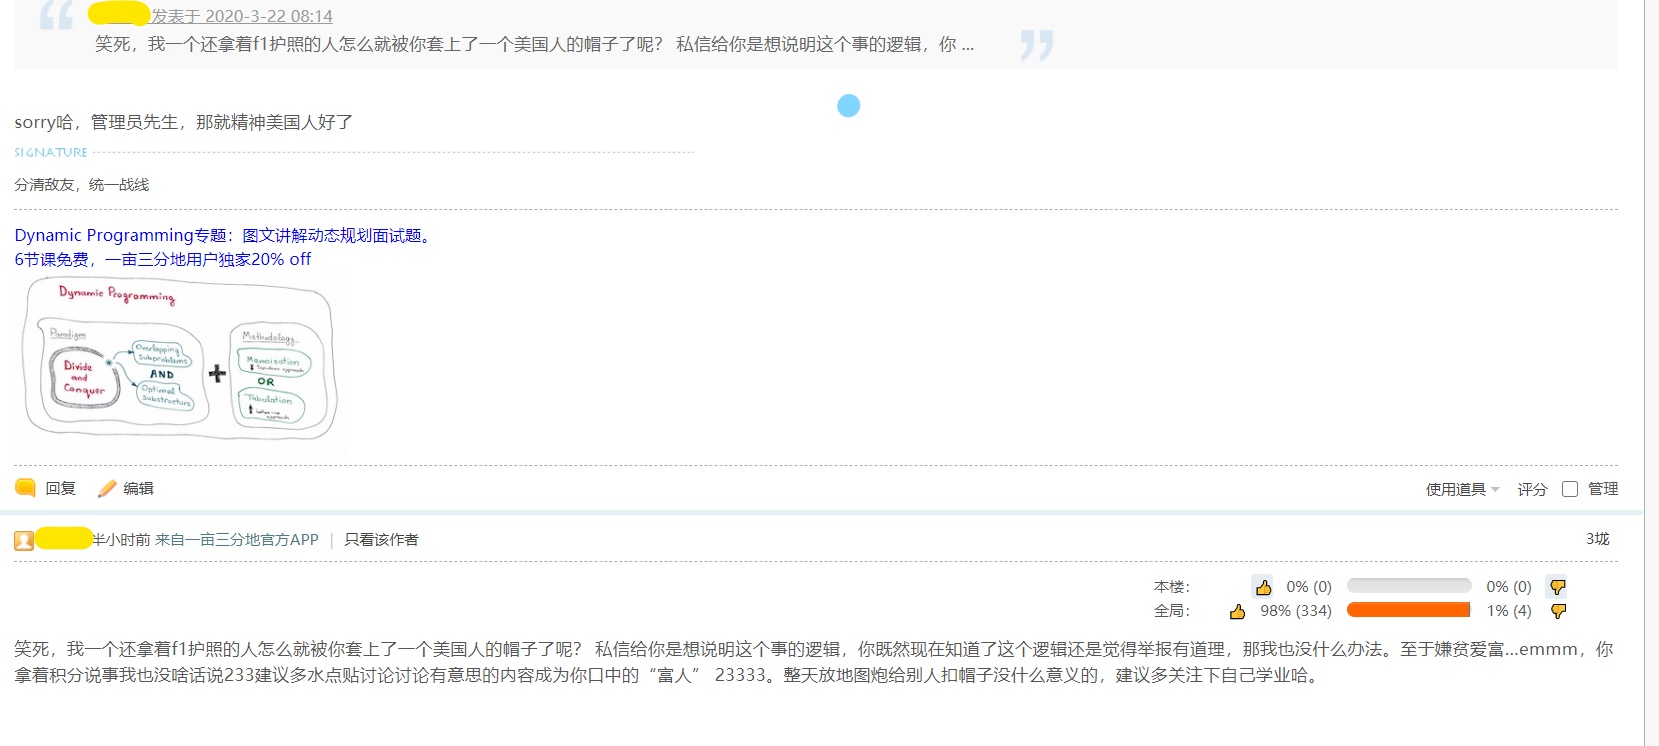 发表于 2020-3-22 08:14
笑死，我一个还拿着f1护照的人怎么就被你套上了一个美国人的帽子了呢？ 私信给你是想说明这个事的逻辑，你 ...
sorry哈，管理员先生，那就精神美国人好了
SIGNATURE
分清敌友，统一战线
Dynamic Programming专题：图文讲解动态规划面试题。
6节课免费，一亩三分地用户独家20% off
Dynamic Programming
Paradigm
Divide and Conquer
Overlapping Subproblems
AND
Optimal Substructure
+
Methodology
Memoization
Top-down approach
OR
Tabulation
回复 编辑 使用道具 评分 管理
半小时前 来自一亩三分地官方APP | 只看该作者 3垅
本楼： 0% (0) 0% (0)
全局： 98% (334) 1% (4)
笑死，我一个还拿着f1护照的人怎么就被你套上了一个美国人的帽子了呢？ 私信给你是想说明这个事的逻辑，你既然现在知道了这个逻辑还是觉得举报有道理，那我也没什么办法。至于嫌贫爱富...emmm，你
拿着积分说事我也没啥话说233建议多水点贴讨论讨论有意思的内容成为你口中的“富人” 23333。整天放地图炮给别人扣帽子没什么意义的，建议多关注下自己学业哈。